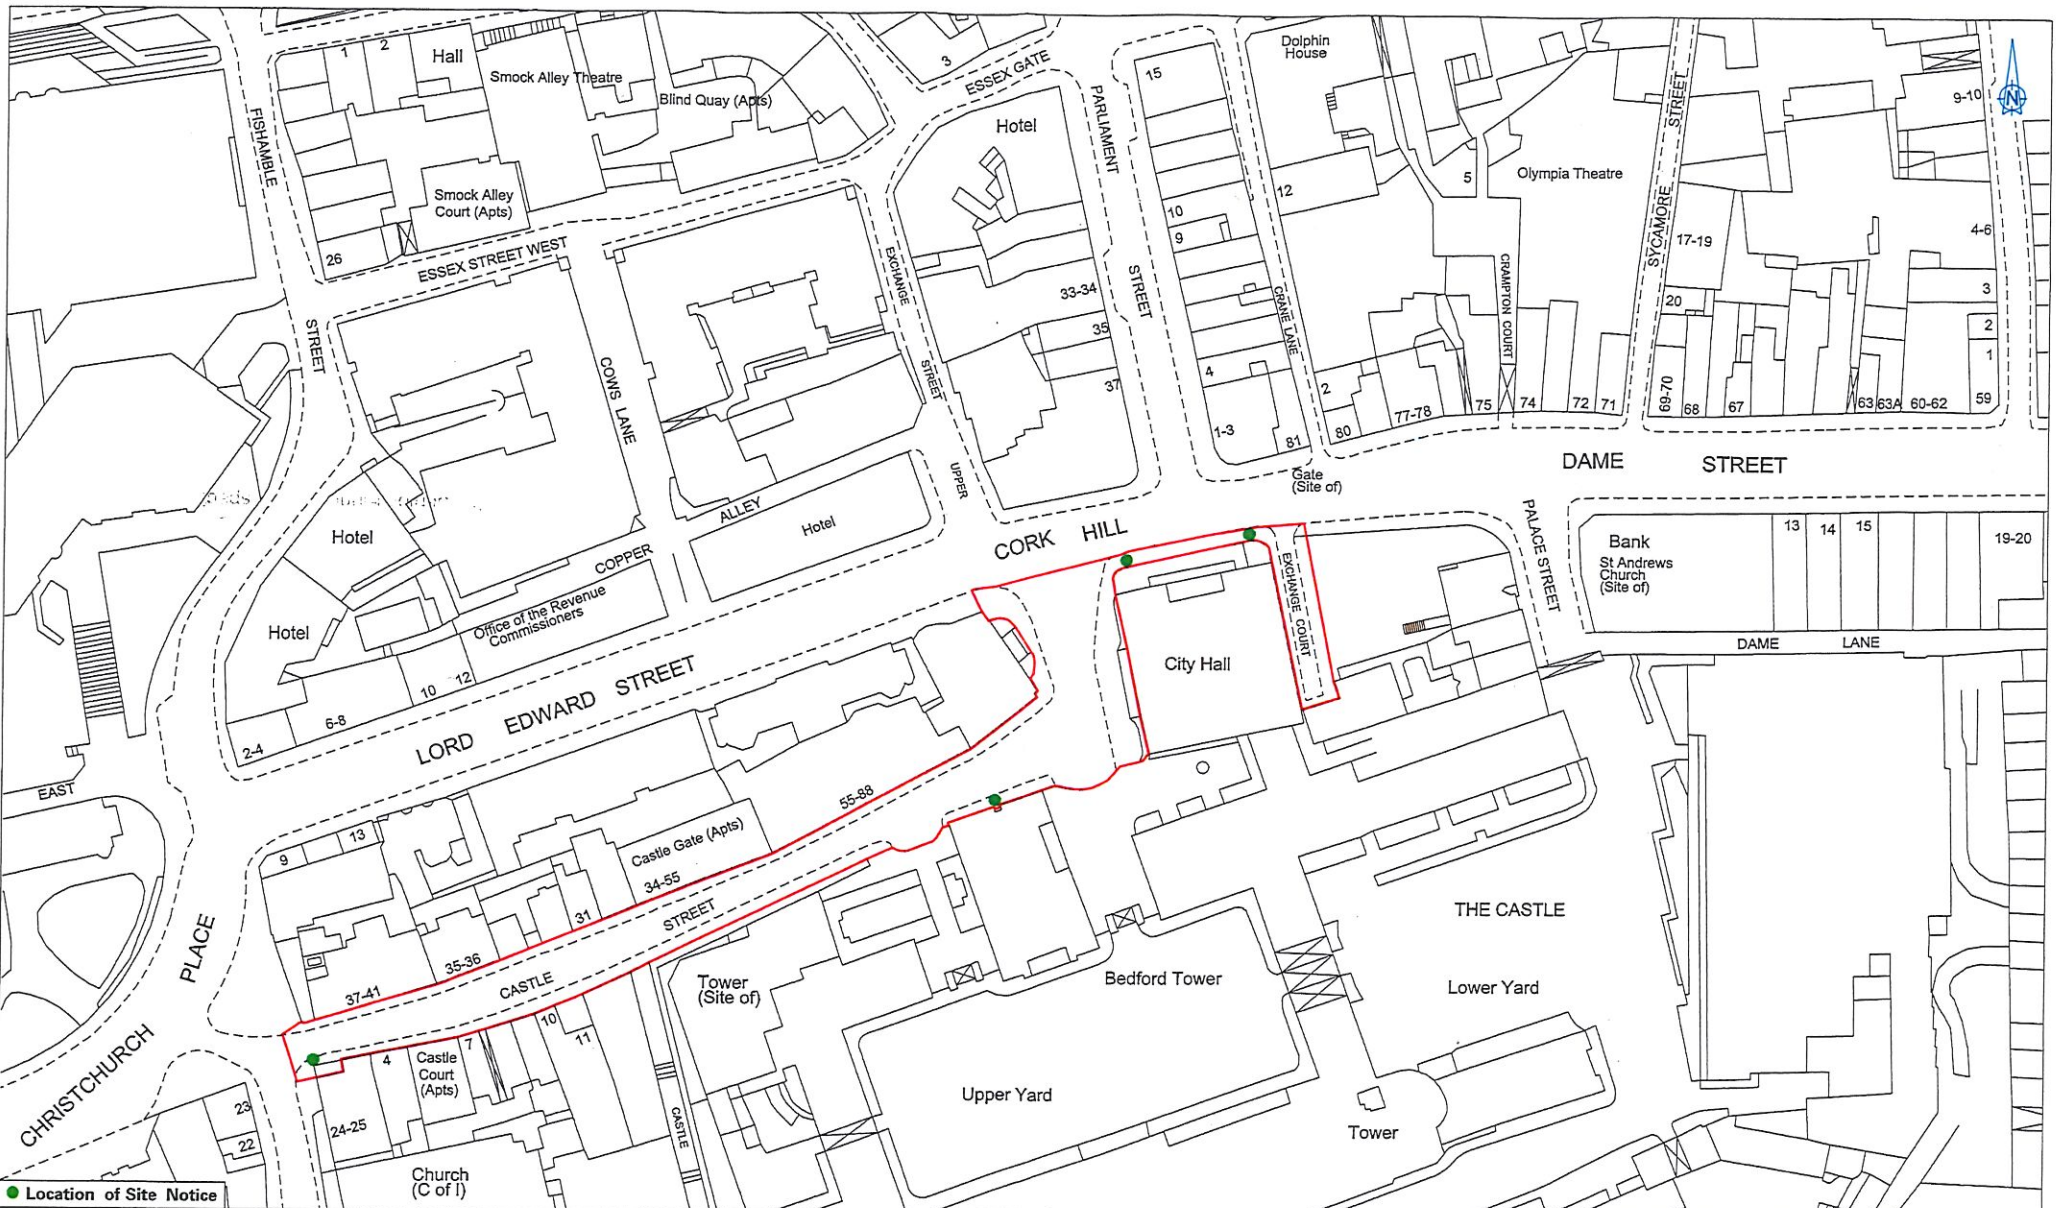 1
2
Hall
Smock Alley Theatre
Blind Quay (Apts)
3
ESSEX GATE
Hotel
PARLIAMENT
STREET
15
Dolphin
House
12
5
Olympia Theatre
SYCAMORE
STREET
9-10
N
FISHAMBLE
STREET
Smock Alley
Court (Apts)
26
ESSEX STREET WEST
EXCHANGE
STREET
UPPER
33-34
35
37
10
9
4
1-3
81
CRANE LANE
2
80
77-78
75
CRAMPTON COURT
74
72
71
17-19
20
69-70
68
67
63
63A
60-62
59
4-6
3
2
1
COWS LANE
COPPER
ALLEY
Hotel
Hotel
Hotel
Office of the Revenue
Commissioners
10
12
6-8
2-4
LORD EDWARD STREET
CORK HILL
Gate
(Site of)
DAME STREET
PALACE STREET
Bank
St Andrews
Church
(Site of)
13
14
15
19-20
DAME LANE
City Hall
EXCHANGE COURT
EAST
CHRISTCHURCH
PLACE
9
13
Castle Gate (Apts)
55-88
34-55
31
35-36
37-41
CASTLE
STREET
4
Castle
Court
(Apts)
7
10
11
24-25
23
22
Church
(C of I)
CASTLE
Tower
(Site of)
Bedford Tower
Upper Yard
THE CASTLE
Lower Yard
Tower
Location of Site Notice